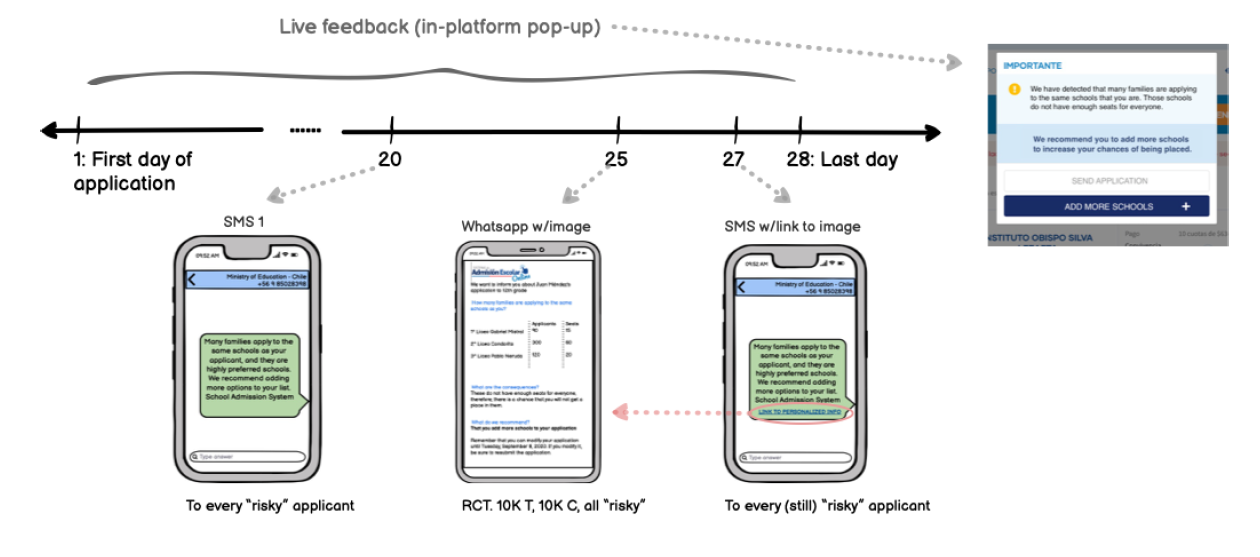 Live feedback (in-platform pop-up)
IMPORTANTE
We have detected that many families are applying
to the same schools that you are. Those schools
do not have enough seats for everyone.
We recommend you to add more schools
to increase your chances of being placed.
SEND APPLICATION
ADD MORE SCHOOLS +
OBISPO SILVA
Pago
1: First day of
application
20
25
27
28: Last day
SMS 1
Whatsapp w/image
SMS w/link to image
09:52 AM
Ministry of Education - Chile
+56 9 85028398
Many families apply to the
same schools as your
applicant, and they are
highly preferred schools.
We recommend adding
more options to your list.
School Admission System
Type answer
Admisión Escolar
Online
We want to inform you about Juan Méndez's
application to 12th grade.
How many families are applying to the same
schools as you?
Applicants Seats
1° Liceo Gabriel Mistral 90 10
2° Liceo Condorito 300 60
3° Liceo Pablo Neruda 120 20
What are the consequences?
These do not have enough seats for everyone,
therefore, there is a chance that you will not get a
place in them.
What do we recommend?
That you add more schools to your application
Remember that you can modify your application
until Tuesday, September 8, 2020. If you modify it,
be sure to resubmit the application.
09:52 AM
Ministry of Education - Chile
+56 9 85028398
Many families apply to the
same schools as your
applicant, and they are
highly preferred schools.
We recommend adding
more options to your list.
School Admission System
LINK TO PERSONALIZED INFO
Type answer
To every "risky" applicant
RCT. 10K T, 10K C, all "risky"
To every (still) "risky" applicant